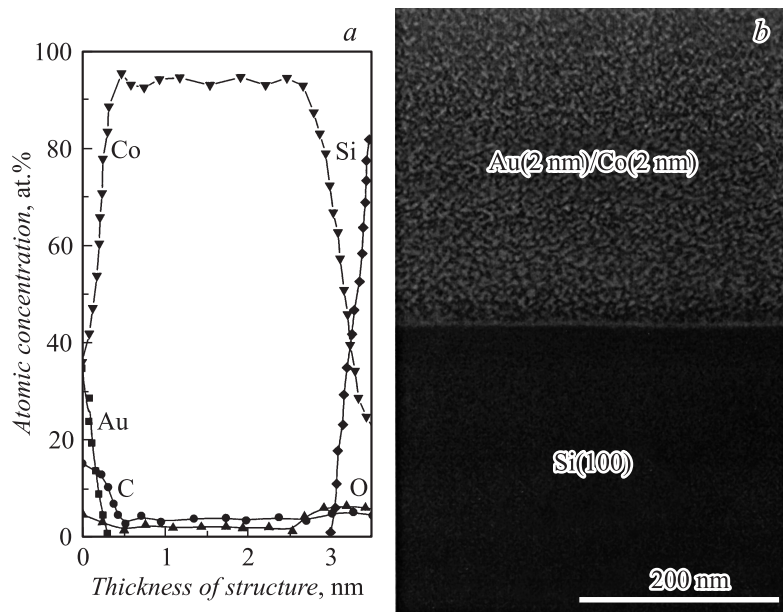 a
100
80
60
40
20
0
Atomic concentration, at.%
Co
Si
Au
C
O
0
1
2
3
Thickness of structure, nm
b
Au(2 nm)/Co(2 nm)
Si(100)
200 nm